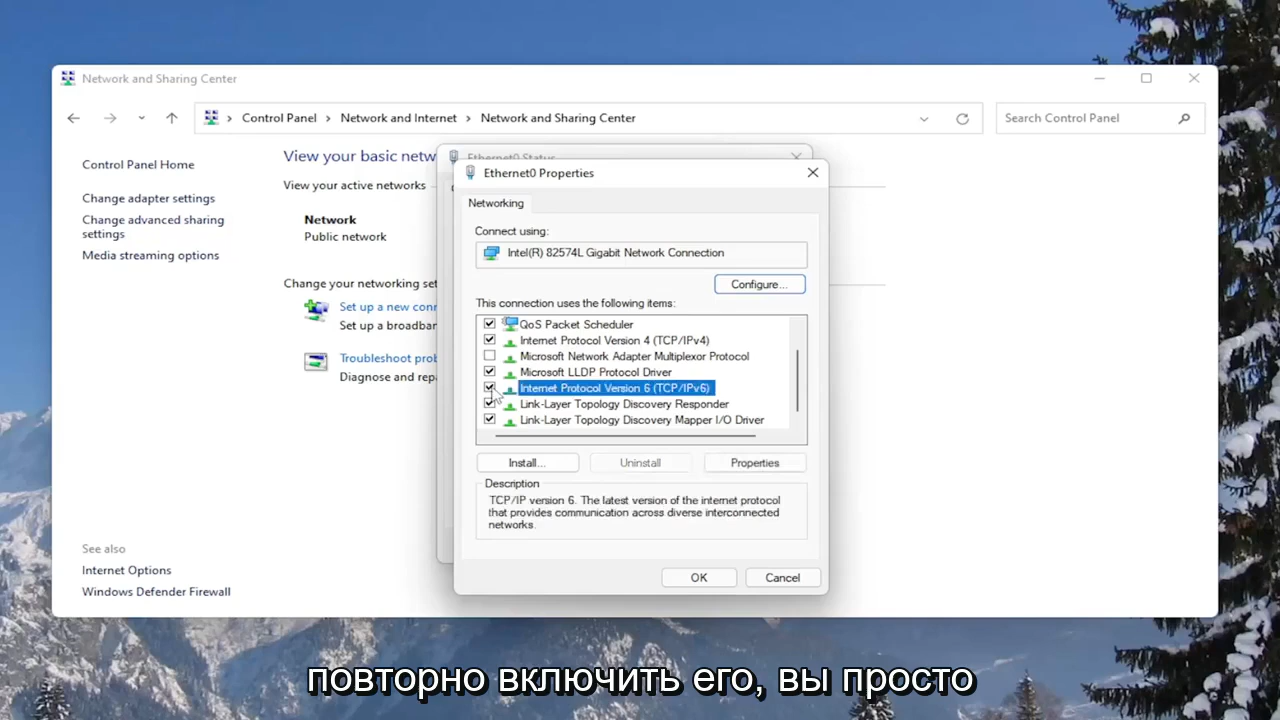 Network and Sharing Center
Control Panel
Network and Internet
Network and Sharing Center
Search Control Panel
Control Panel Home
Change adapter settings
Change advanced sharing
settings
Media streaming options
See also
Internet Options
Windows Defender Firewall
View your basic netw
View your active networks
Network
Public network
Change your networking set
Set up a new conn
Set up a broadban
Troubleshoot prob
Diagnose and repa
Ethernet0 Status
Ethernet0 Properties
Networking
Connect using:
Intel(R) 82574L Gigabit Network Connection
Configure...
This connection uses the following items:
QoS Packet Scheduler
Internet Protocol Version 4 (TCP/IPv4)
Microsoft Network Adapter Multiplexor Protocol
Microsoft LLDP Protocol Driver
Internet Protocol Version 6 (TCP/IPv6)
Link-Layer Topology Discovery Responder
Link-Layer Topology Discovery Mapper I/O Driver
Install...
Uninstall
Properties
Description
TCP/IP version 6. The latest version of the internet protocol
that provides communication across diverse interconnected
networks.
OK
Cancel
повторно включить его, вы просто